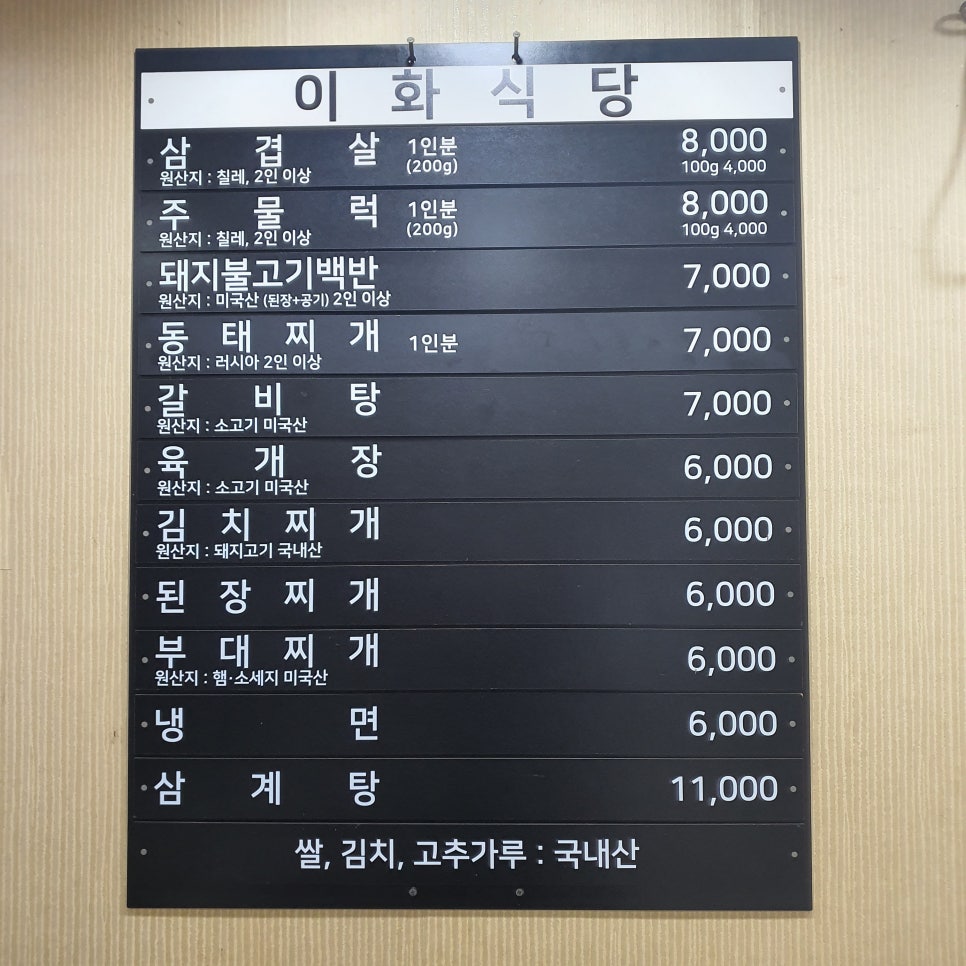 이화식당
삼겹살 1인분 (200g) 8,000
원산지 : 칠레, 2인 이상 100g 4,000
주물럭 1인분 (200g) 8,000
원산지 : 칠레, 2인 이상 100g 4,000
돼지불고기백반 7,000
원산지 : 미국산 (된장+공기) 2인 이상
동태찌개 1인분 7,000
원산지 : 러시아 2인 이상
갈비탕 7,000
원산지 : 소고기 미국산
육개장 6,000
원산지 : 소고기 미국산
김치찌개 6,000
원산지 : 돼지고기 국내산
된장찌개 6,000
부대찌개 6,000
원산지 : 햄·소세지 미국산
냉면 6,000
삼계탕 11,000
쌀, 김치, 고추가루 : 국내산